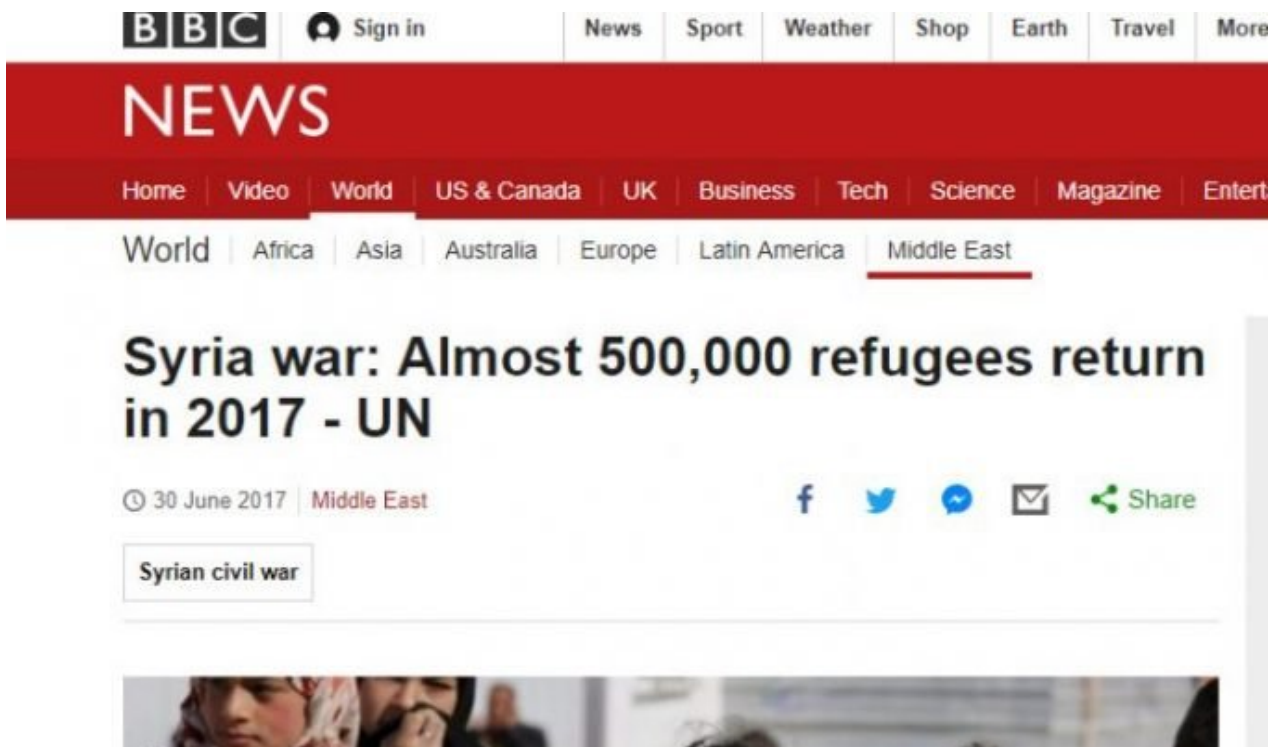 BBC Sign in News Sport Weather Shop Earth Travel More
NEWS
Home Video World US & Canada UK Business Tech Science Magazine Entert
World Africa Asia Australia Europe Latin America Middle East
Syria war: Almost 500,000 refugees return
in 2017 - UN
30 June 2017 Middle East f Share
Syrian civil war